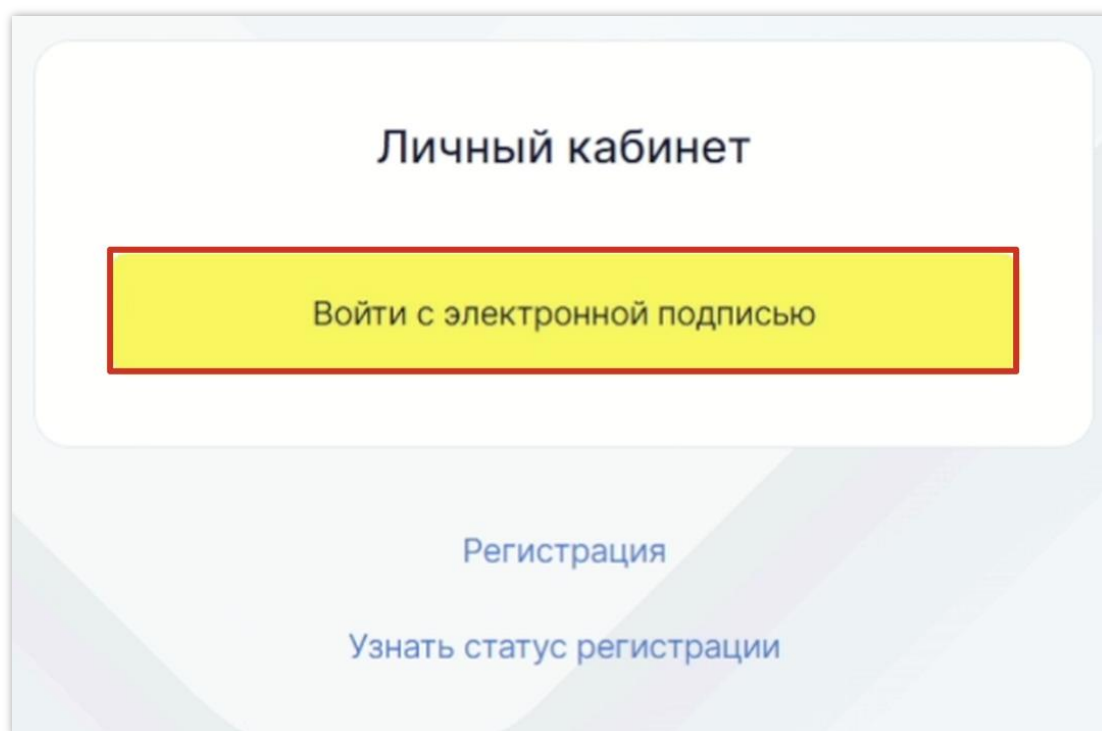 Личный кабинет
Войти с электронной подписью
Регистрация
Узнать статус регистрации